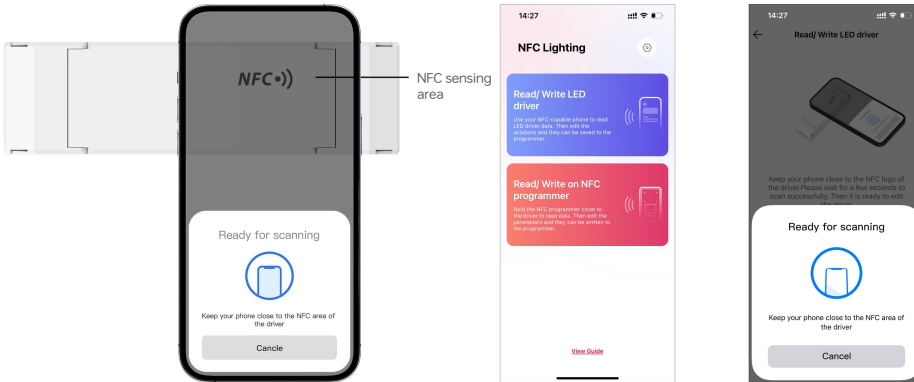 NFC
NFC sensing
area
Ready for scanning
Keep your phone close to the NFC area of
the driver
Cancle
14:27
NFC Lighting
Read/ Write LED
driver
Use your NFC-capable phone to read
LED driver data. Then edit the
solutions and they can be saved to the
programmer.
Read/ Write on NFC
programmer
Hold the NFC programmer close to
the driver to read data. Then edit the
parameters and they can be written to
the programmer.
View Guide
14:27
Read/ Write LED driver
Keep your phone close to the NFC logo of
the driver.Please wait for a few seconds to
scan successfully. Then it is ready to edit
the driver.
Ready for scanning
Keep your phone close to the NFC area of
the driver
Cancel